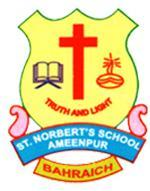 TRUTH AND LIGHT
ST. NORBERT'S SCHOOL
AMEENPUR
BAHRAICH